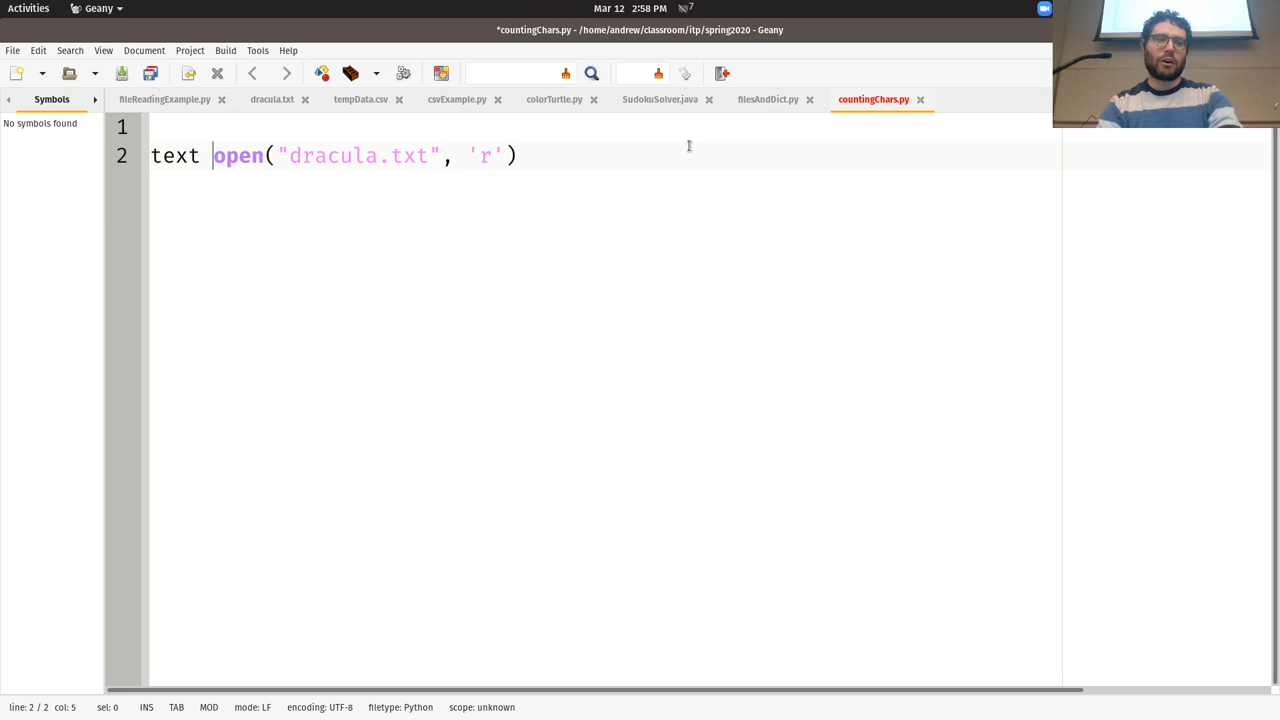 Activities Geany Mar 12 2:58 PM 7
*countingChars.py - /home/andrew/classroom/itp/spring2020 - Geany
File Edit Search View Document Project Build Tools Help
Symbols fileReadingExample.py dracula.txt tempData.csv csvExample.py colorTurtle.py SudokuSolver.java filesAndDict.py countingChars.py
No symbols found
1
2 text open("dracula.txt", 'r')
line: 2 / 2 col: 5 sel: 0 INS TAB MOD mode: LF encoding: UTF-8 filetype: Python scope: unknown